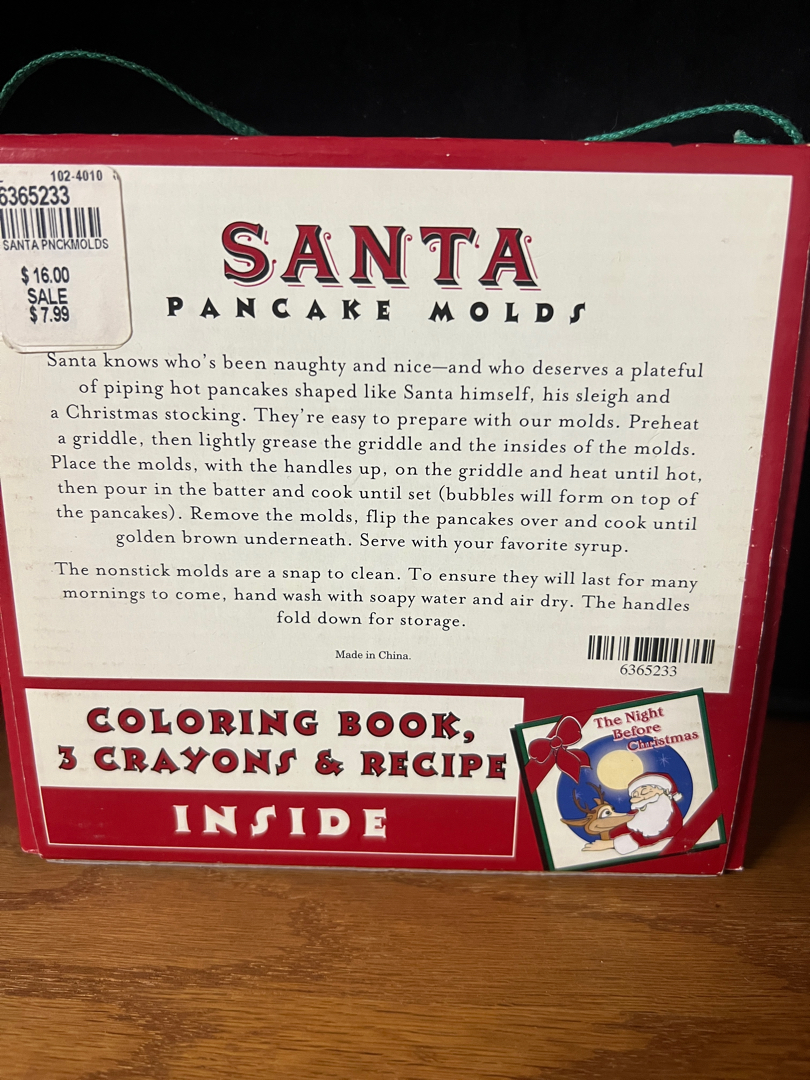 102-4010
6365233
SANTA PNCKMOLDS
$16.00
SALE
$7.99
SANTA
PANCAKE MOLDS
Santa knows who's been naughty and nice—and who deserves a plateful
of piping hot pancakes shaped like Santa himself, his sleigh and
a Christmas stocking. They're easy to prepare with our molds. Preheat
a griddle, then lightly grease the griddle and the insides of the molds.
Place the molds, with the handles up, on the griddle and heat until hot,
then pour in the batter and cook until set (bubbles will form on top of
the pancakes). Remove the molds, flip the pancakes over and cook until
golden brown underneath. Serve with your favorite syrup.
The nonstick molds are a snap to clean. To ensure they will last for many
mornings to come, hand wash with soapy water and air dry. The handles
fold down for storage.
Made in China.
6365233
COLORING BOOK,
3 CRAYONS & RECIPE
INSIDE
The Night
Before
Christmas